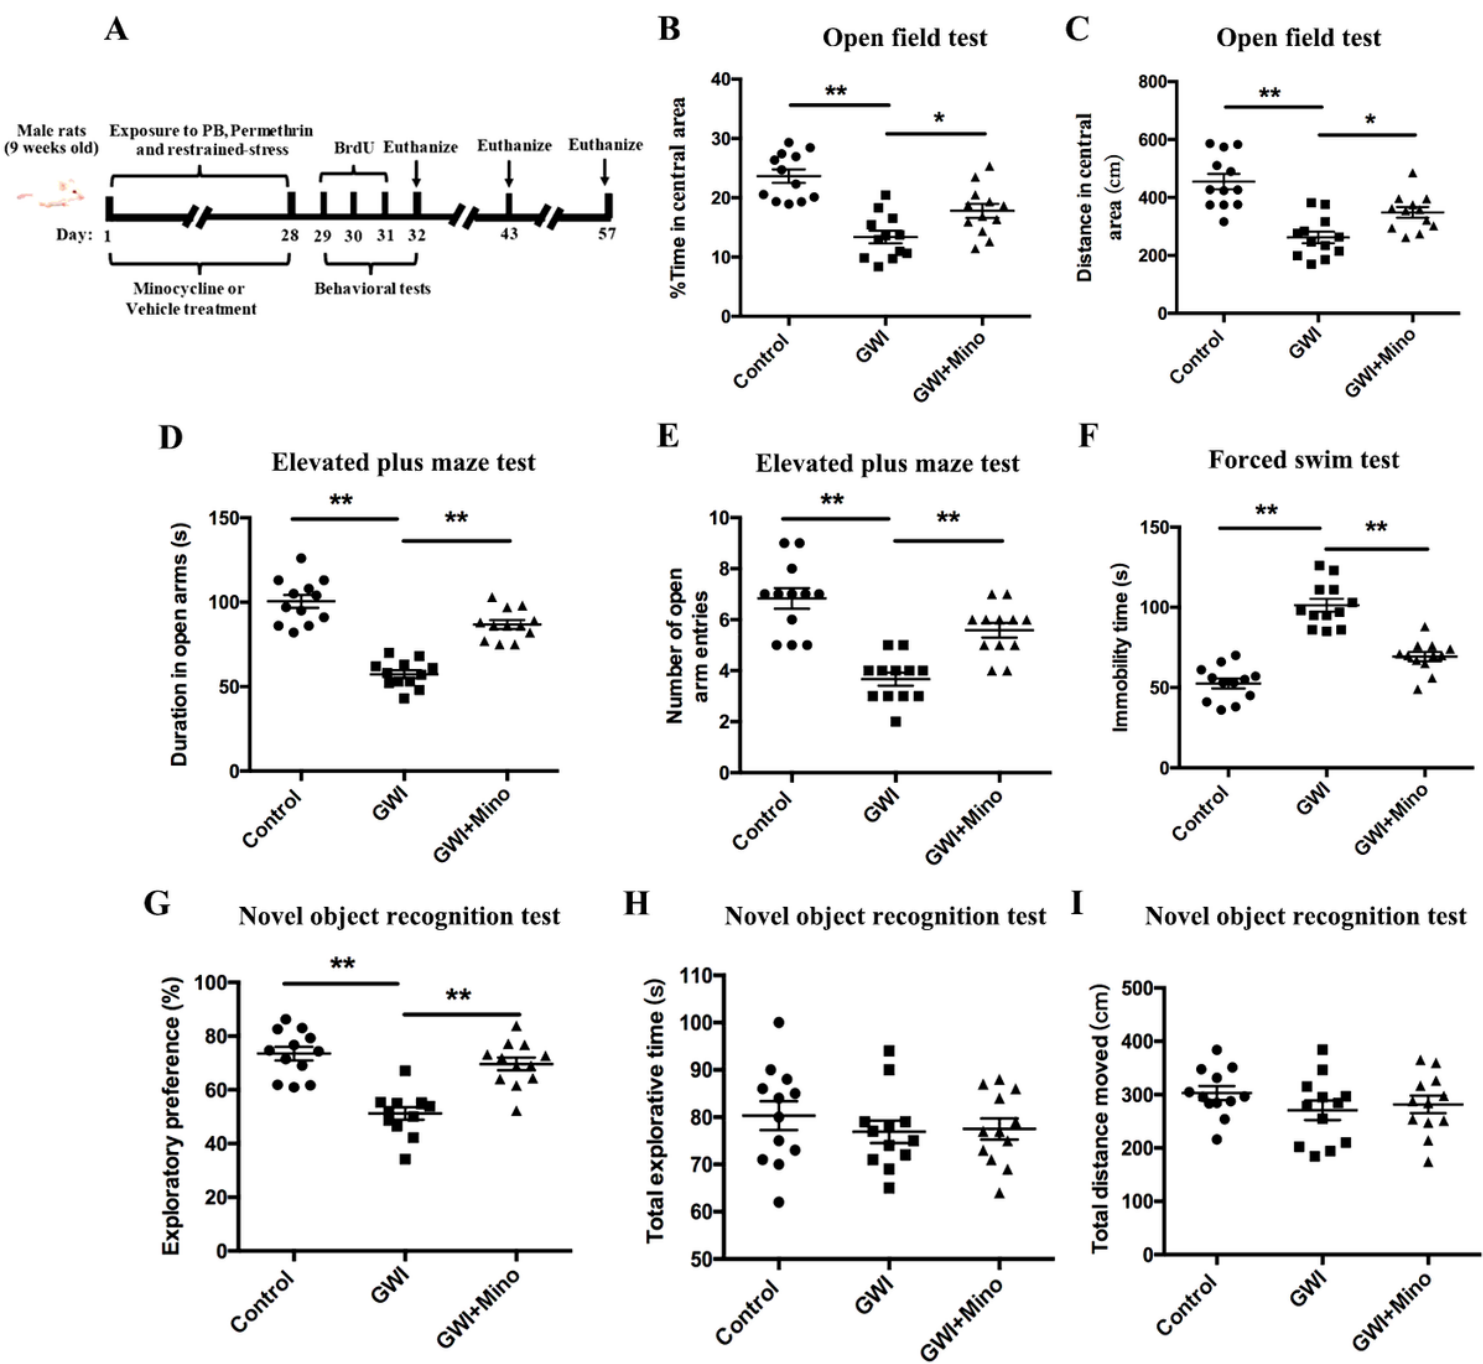 A
Male rats
(9 weeks old)
Exposure to PB, Permethrin
and restrained-stress
BrdU
Euthanize
Euthanize
Euthanize
Day:
1
28
29
30
31
32
43
57
Minocycline or
Vehicle treatment
Behavioral tests
B
Open field test
%Time in central area
40
30
20
10
0
**
*
Control
GWI
GWI+Mino
C
Open field test
Distance in central
area (cm)
800
600
400
200
0
**
*
Control
GWI
GWI+Mino
D
Elevated plus maze test
Duration in open arms (s)
150
100
50
0
**
**
Control
GWI
GWI+Mino
E
Elevated plus maze test
Number of open
arm entries
10
8
6
4
2
0
**
**
Control
GWI
GWI+Mino
F
Forced swim test
Immobility time (s)
150
100
50
0
**
**
Control
GWI
GWI+Mino
G
Novel object recognition test
Exploratory preference (%)
100
80
60
40
20
0
**
**
Control
GWI
GWI+Mino
H
Novel object recognition test
Total explorative time (s)
110
100
90
80
70
60
50
Control
GWI
GWI+Mino
I
Novel object recognition test
Total distance moved (cm)
500
400
300
200
100
0
Control
GWI
GWI+Mino